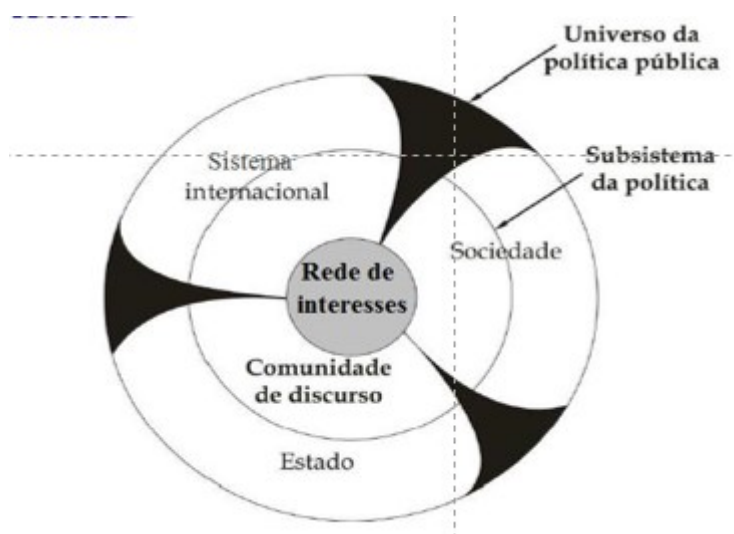 Universo da
política pública
Sistema
internacional
Subsistema
da política
Sociedade
Rede de
interesses
Comunidade
de discurso
Estado